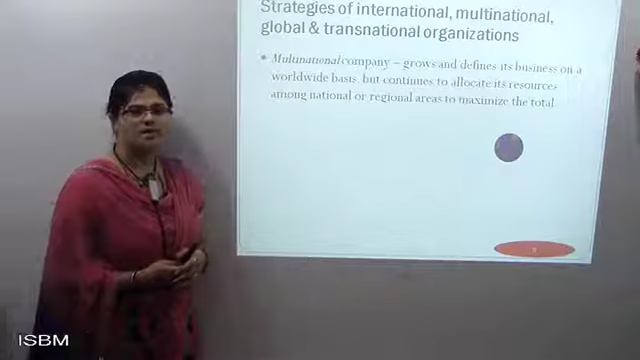 Strategies of international, multinational,
global & transnational organizations
• Multinational company – grows and defines its business on a
worldwide basis, but continues to allocate its resources
among national or regional areas to maximize the total.
ISBM